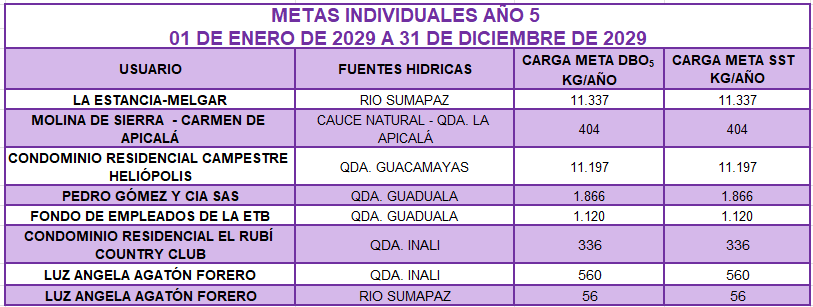 METAS INDIVIDUALES AÑO 5
01 DE ENERO DE 2029 A 31 DE DICIEMBRE DE 2029
USUARIO FUENTES HIDRICAS CARGA META DBO₅ KG/AÑO CARGA META SST KG/AÑO
LA ESTANCIA-MELGAR RIO SUMAPAZ 11.337 11.337
MOLINA DE SIERRA - CARMEN DE APICALÁ CAUCE NATURAL - QDA. LA APICALÁ 404 404
CONDOMINIO RESIDENCIAL CAMPESTRE HELIÓPOLIS QDA. GUACAMAYAS 11.197 11.197
PEDRO GÓMEZ Y CIA SAS QDA. GUADUALA 1.866 1.866
FONDO DE EMPLEADOS DE LA ETB QDA. GUADUALA 1.120 1.120
CONDOMINIO RESIDENCIAL EL RUBÍ COUNTRY CLUB QDA. INALI 336 336
LUZ ANGELA AGATÓN FORERO QDA. INALI 560 560
LUZ ANGELA AGATÓN FORERO RIO SUMAPAZ 56 56